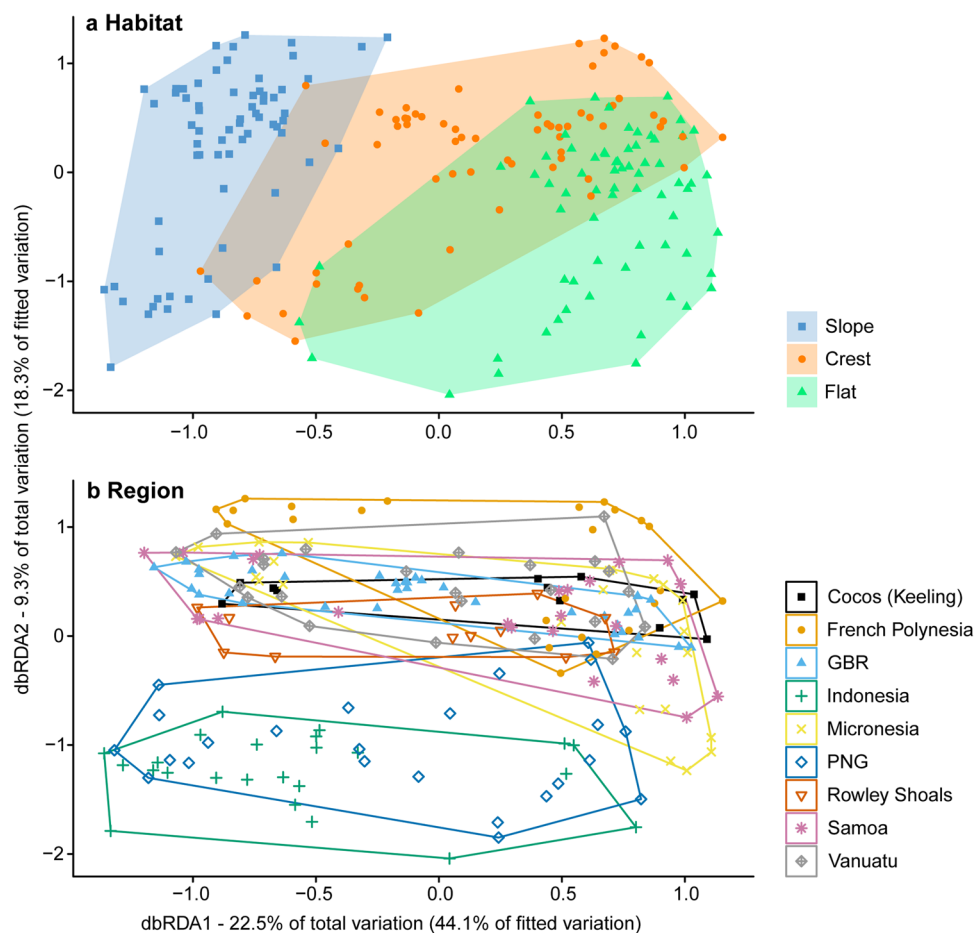 a Habitat
1
0
−1
−2
−1.0
−0.5
0.0
0.5
1.0
Slope
Crest
Flat
dbRDA2 - 9.3% of total variation (18.3% of fitted variation)
b Region
1
0
−1
−2
−1.0
−0.5
0.0
0.5
1.0
Cocos (Keeling)
French Polynesia
GBR
Indonesia
Micronesia
PNG
Rowley Shoals
Samoa
Vanuatu
dbRDA1 - 22.5% of total variation (44.1% of fitted variation)